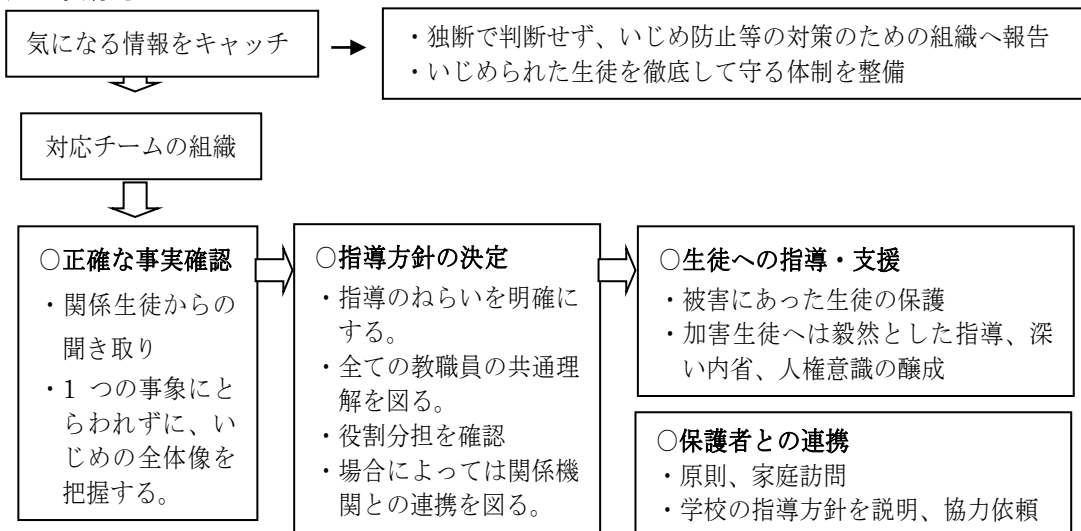 気になる情報をキャッチ
・独断で判断せず、いじめ防止等の対策のための組織へ報告
・いじめられた生徒を徹底して守る体制を整備
対応チームの組織
○正確な事実確認
・関係生徒からの
聞き取り
・1 つの事象にと
らわれずに、い
じめの全体像を
把握する。
○指導方針の決定
・指導のねらいを明確に
する。
・全ての教職員の共通理
解を図る。
・役割分担を確認
・場合によっては関係機
関との連携を図る。
○生徒への指導・支援
・被害にあった生徒の保護
・加害生徒へは毅然とした指導、深
い内省、人権意識の醸成
○保護者との連携
・原則、家庭訪問
・学校の指導方針を説明、協力依頼